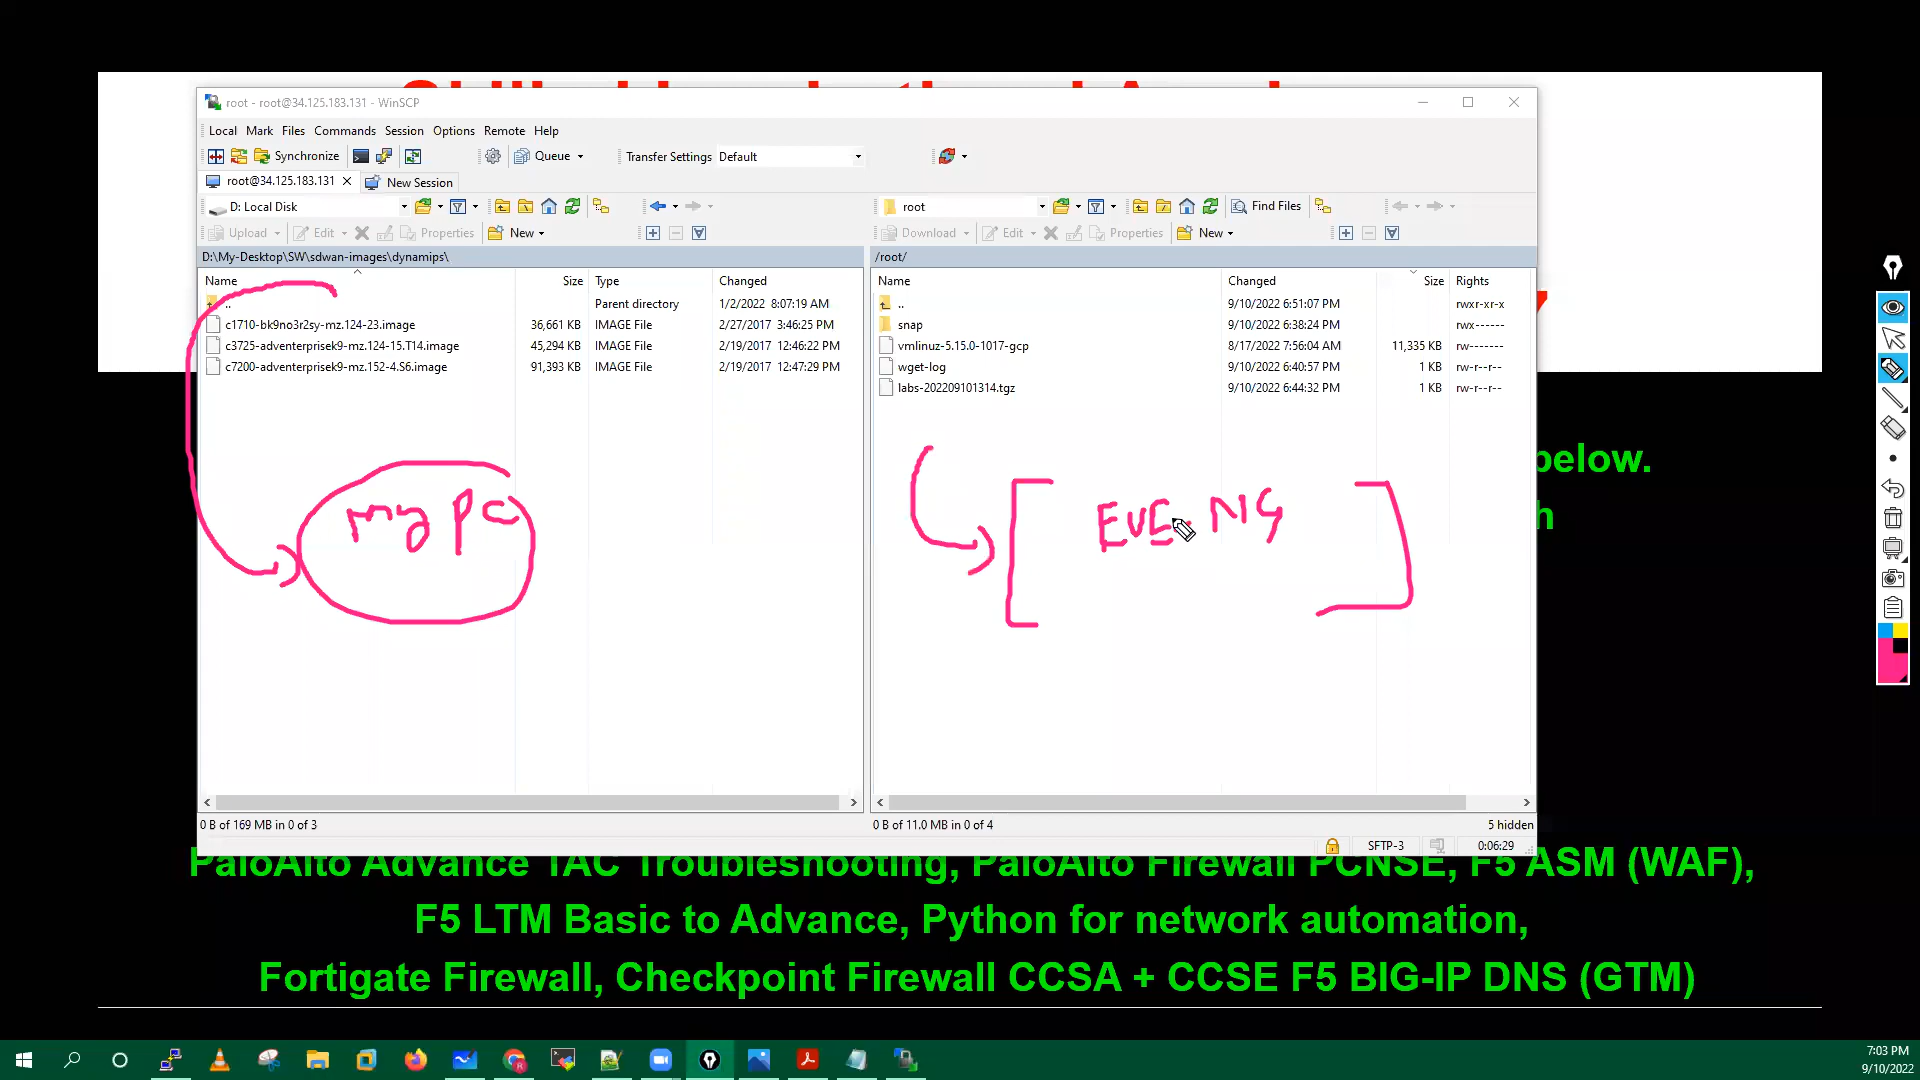 root - root@34.125.183.131 - WinSCP
Local Mark Files Commands Session Options Remote Help
Synchronize Queue Transfer Settings Default
root@34.125.183.131 New Session
D: Local Disk
root Find Files
Upload Edit Properties New
Download Edit Properties New
D:\My-Desktop\SW\sdwan-images\dynamips\
/root/
Name Size Type Changed
.. Parent directory 1/2/2022 8:07:19 AM
c1710-bk9no3r2sy-mz.124-23.image 36,661 KB IMAGE File 2/27/2017 3:46:25 PM
c3725-adventerprisek9-mz.124-15.T14.image 45,294 KB IMAGE File 2/19/2017 12:46:22 PM
c7200-adventerprisek9-mz.152-4.S6.image 91,393 KB IMAGE File 2/19/2017 12:47:29 PM
my PC
0 B of 169 MB in 0 of 3
Name Changed Size Rights
.. 9/10/2022 6:51:07 PM rwxr-xr-x
snap 9/10/2022 6:38:24 PM rwx------
vmlinuz-5.15.0-1017-gcp 8/17/2022 7:56:04 AM 11,335 KB rw-------
wget-log 9/10/2022 6:40:57 PM 1 KB rw-r--r--
labs-202209101314.tgz 9/10/2022 6:44:32 PM 1 KB rw-r--r--
EVE-NG
0 B of 11.0 MB in 0 of 4 5 hidden
SFTP-3 0:06:29
below.
PaloAlto Advance TAC Troubleshooting, PaloAlto Firewall PCNSE, F5 ASM (WAF),
F5 LTM Basic to Advance, Python for network automation,
Fortigate Firewall, Checkpoint Firewall CCSA + CCSE F5 BIG-IP DNS (GTM)
7:03 PM
9/10/2022